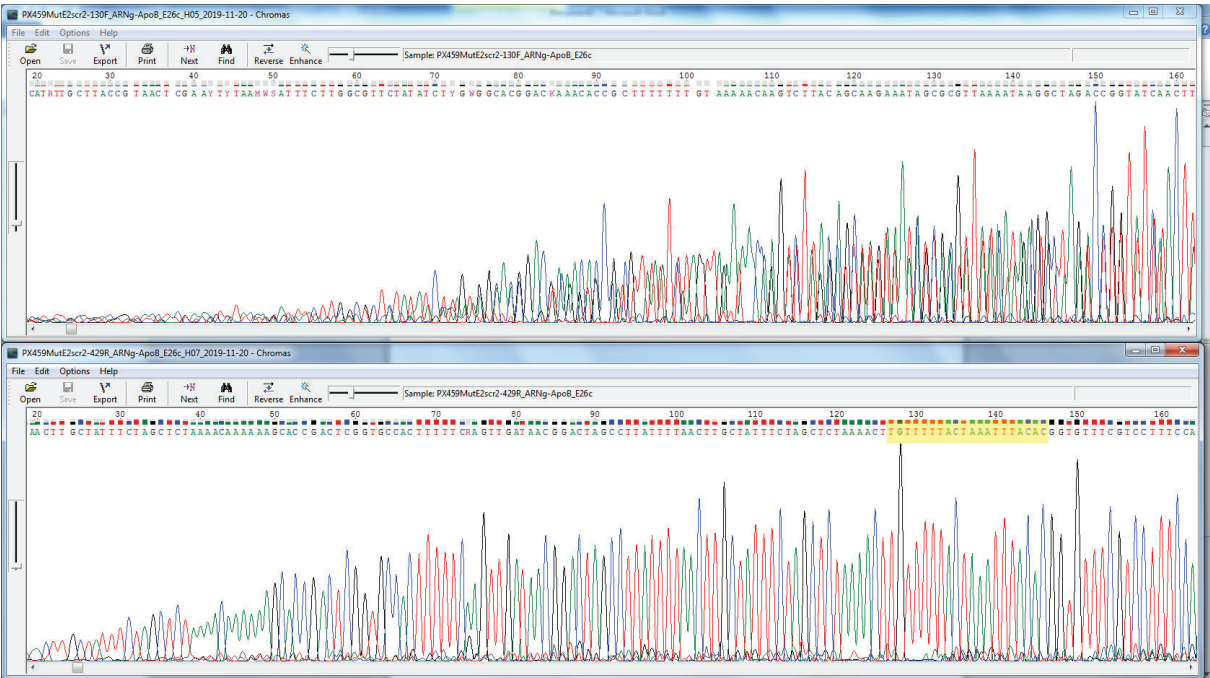 PX459MutE2scr2-130F_ARNg-ApoB_E26c_H05_2019-11-20 - Chromas
File Edit Options Help
Open Save Export Print Next Find Reverse Enhance Sample: PX459MutE2scr2-130F_ARNg-ApoB_E26c
20 30 40 50 60 70 80 90 100 110 120 130 140 150 160
CATRTTGCTTACCGTAACTCGAAYTYTAAMWSATTTCTTGGCGTTCTATATCTYGWGGCACGGACKAAACACCGCTTTTTTTGTAAAAACAAGTCTTACAGCAAGAAATAGCGCGTTAAAATAAGGCTAGACCGGTATCAACTT
PX459MutE2scr2-429R_ARNg-ApoB_E26c_H07_2019-11-20 - Chromas
File Edit Options Help
Open Save Export Print Next Find Reverse Enhance Sample: PX459MutE2scr2-429R_ARNg-ApoB_E26c
20 30 40 50 60 70 80 90 100 110 120 130 140 150 160
AACTTGCTATTTCTAGCTCTAAAACAAAAAAGCACCGACTCGGTGCCACTTTTTCRAGTTGATAACGGACTAGCCTTATTTTAACTTGCTATTTCTAGCTCTAAAACTTGTTTTTACTAAATTTACACGGTGTTTCGTCCTTTCCA